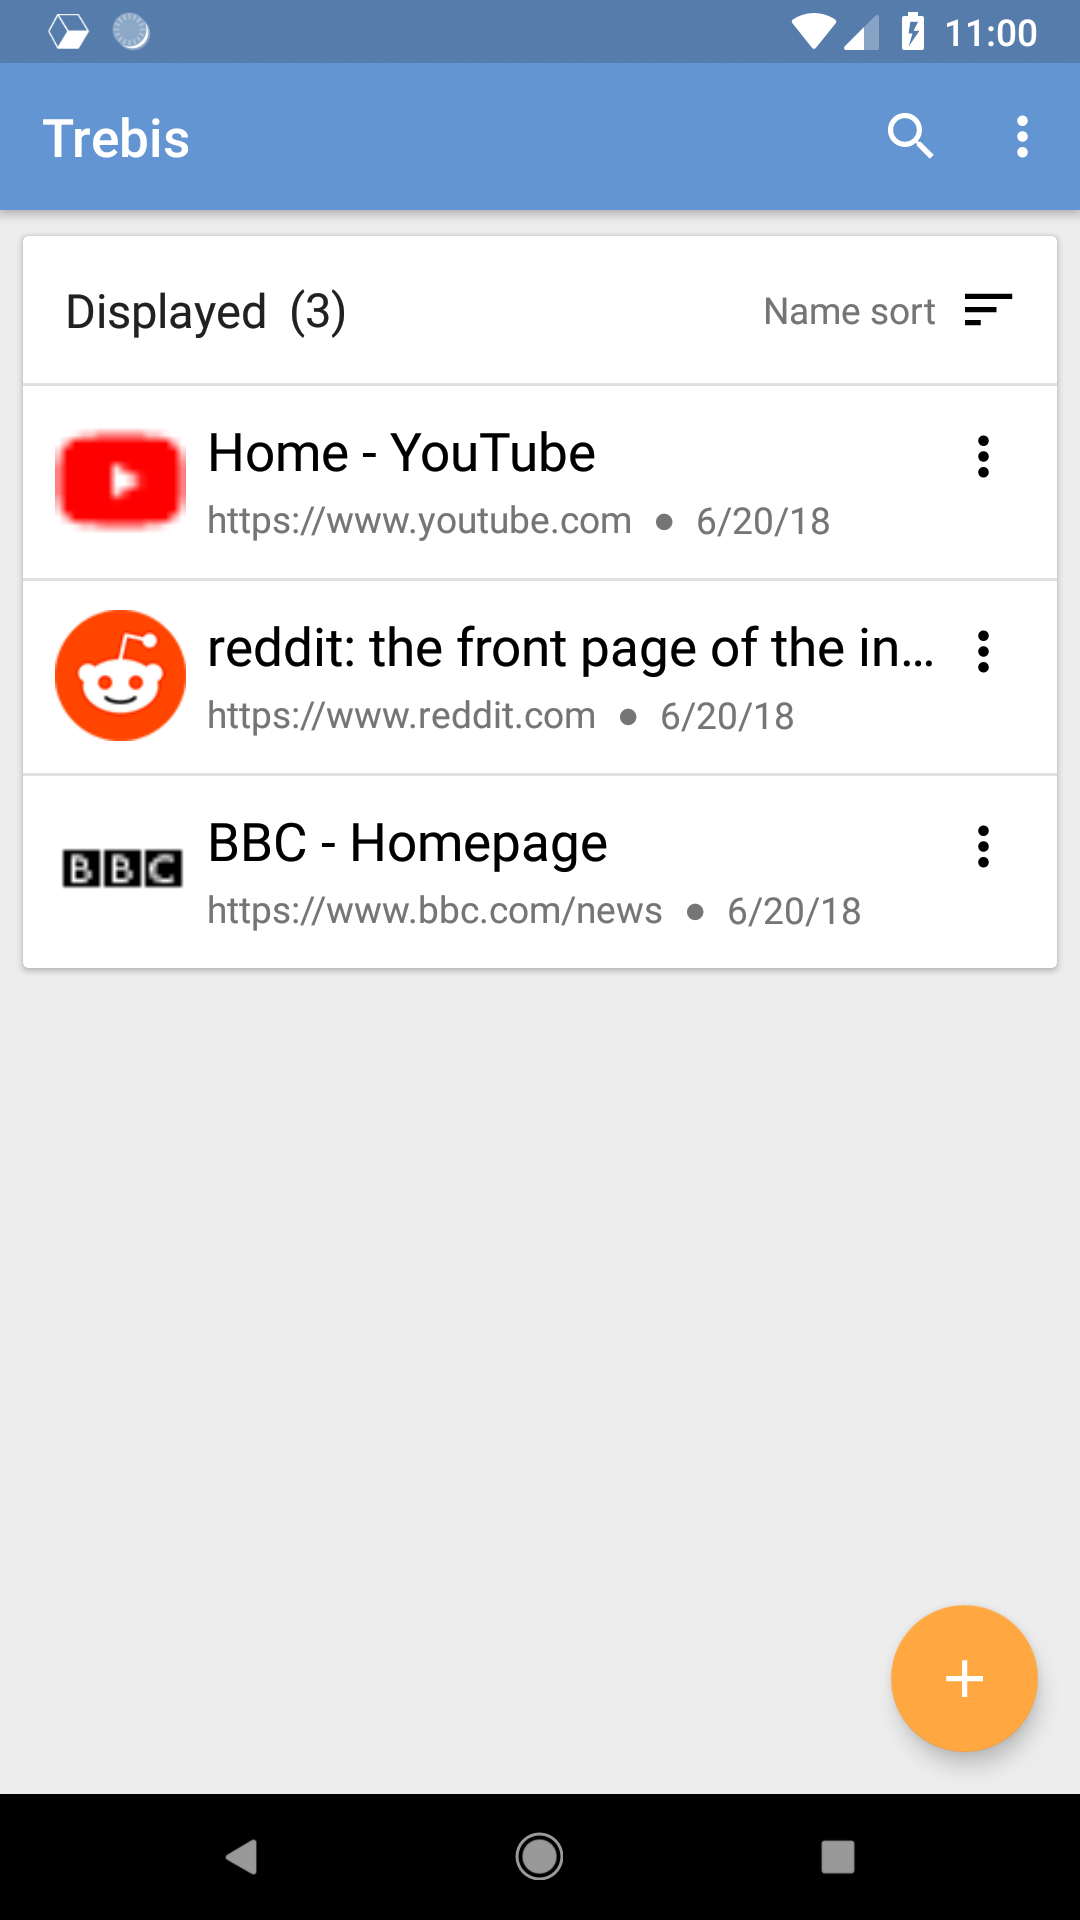 11:00
Trebis
Displayed (3)
Name sort
Home - YouTube
https://www.youtube.com ● 6/20/18
reddit: the front page of the in...
https://www.reddit.com ● 6/20/18
BBC
BBC - Homepage
https://www.bbc.com/news ● 6/20/18